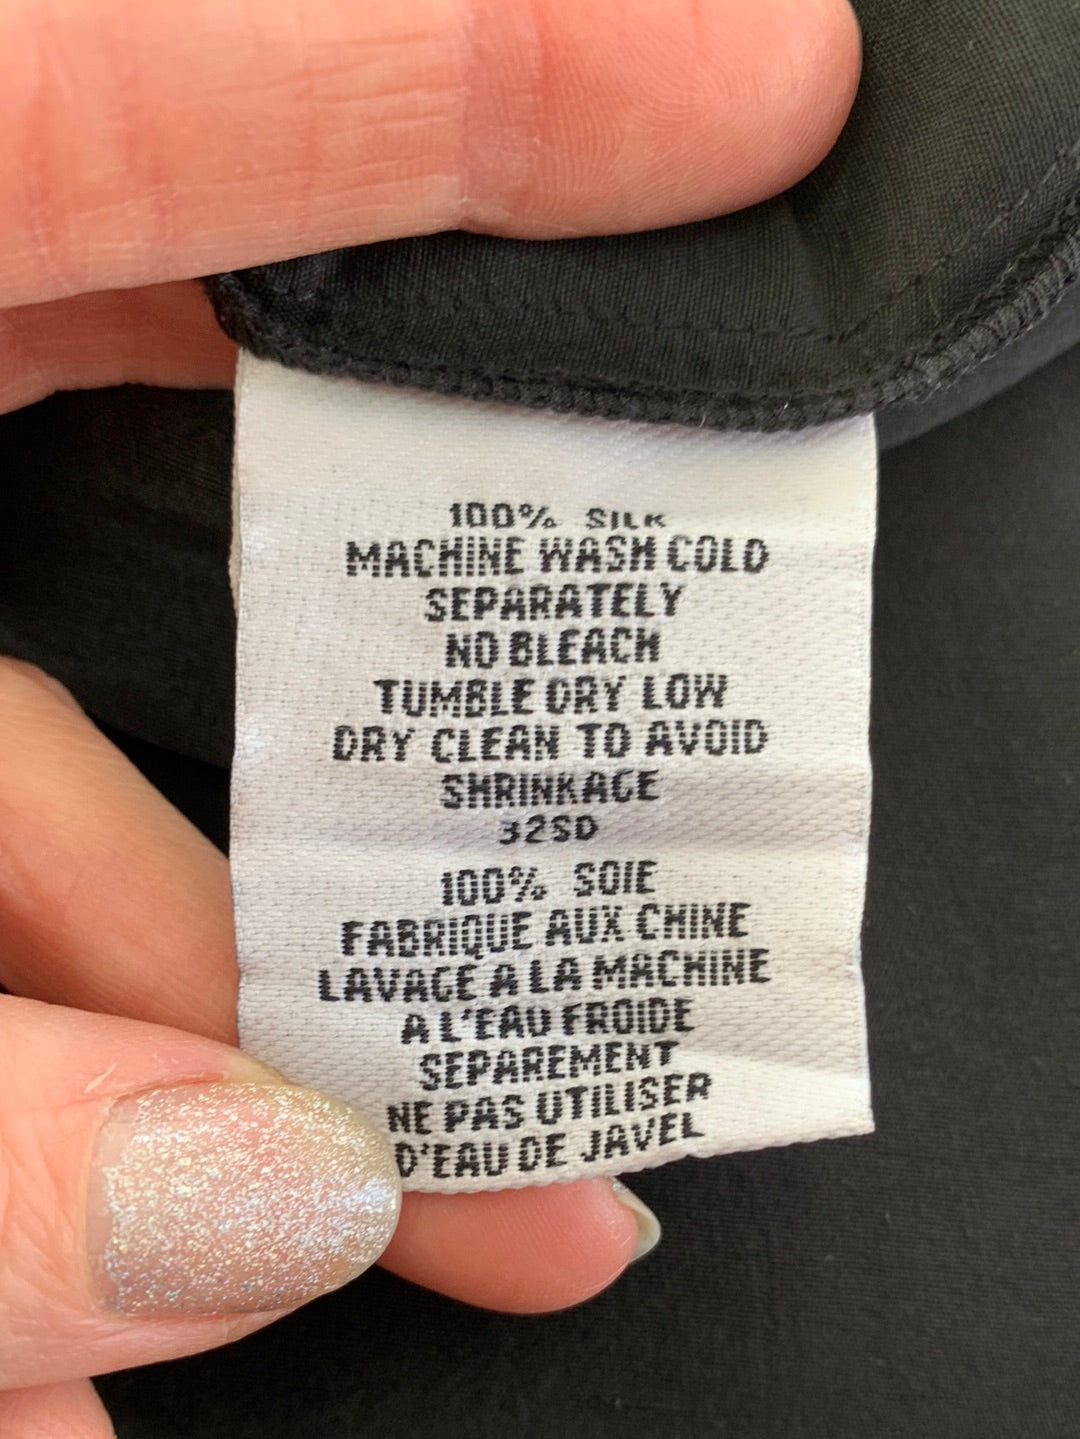 100% SILK
MACHINE WASH COLD
SEPARATELY
NO BLEACH
TUMBLE DRY LOW
DRY CLEAN TO AVOID
SHRINKAGE
32SD
100% SOIE
FABRIQUE AUX CHINE
LAVAGE A LA MACHINE
A L'EAU FROIDE
SEPAREMENT
NE PAS UTILISER
D'EAU DE JAVEL